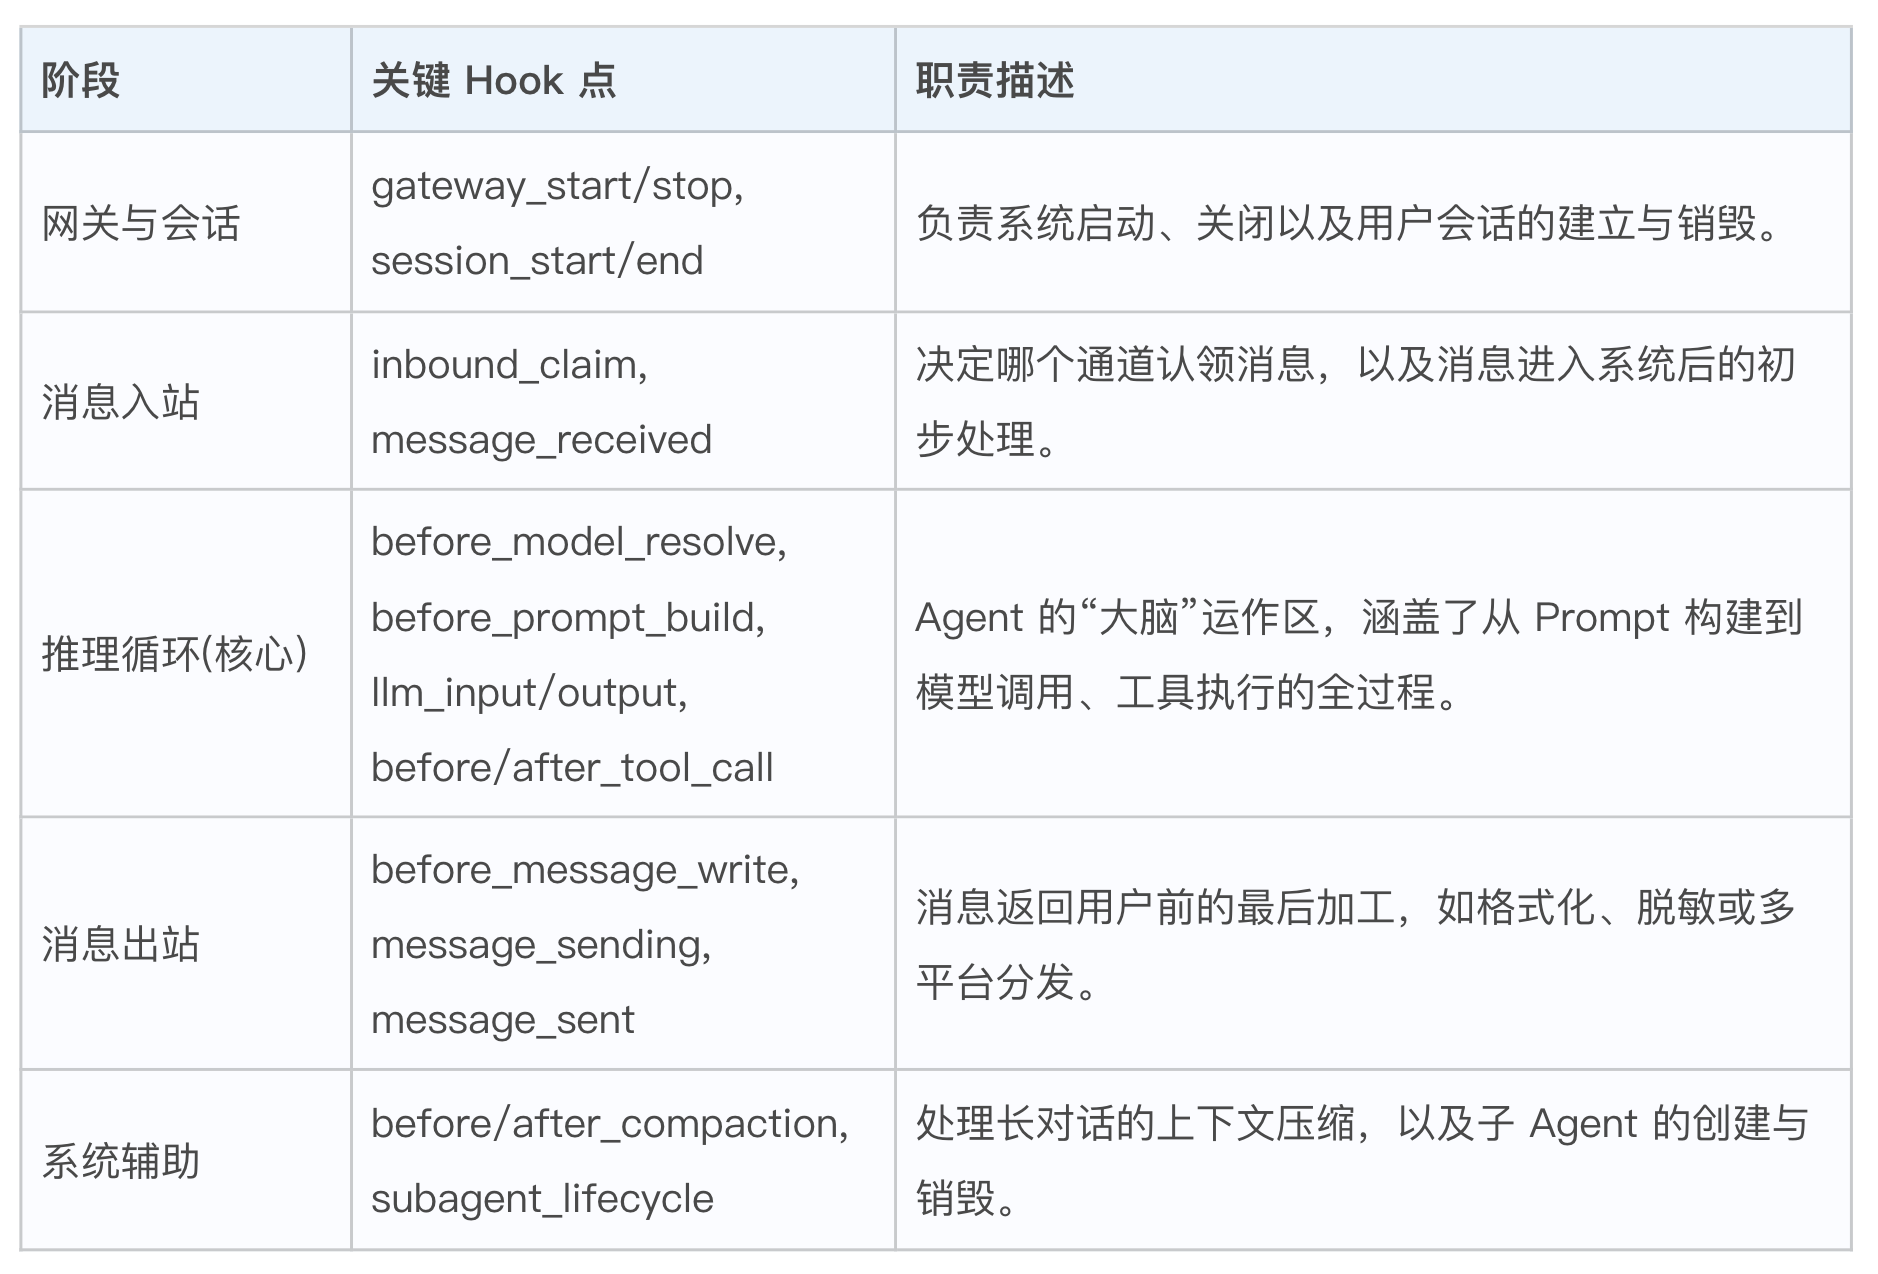 阶段
关键 Hook 点
职责描述
网关与会话
gateway_start/stop,
session_start/end
负责系统启动、关闭以及用户会话的建立与销毁。
消息入站
inbound_claim,
message_received
决定哪个通道认领消息，以及消息进入系统后的初
步处理。
推理循环(核心)
before_model_resolve,
before_prompt_build,
llm_input/output,
before/after_tool_call
Agent 的“大脑”运作区，涵盖了从 Prompt 构建到
模型调用、工具执行的全过程。
消息出站
before_message_write,
message_sending,
message_sent
消息返回用户前的最后加工，如格式化、脱敏或多
平台分发。
系统辅助
before/after_compaction,
subagent_lifecycle
处理长对话的上下文压缩，以及子 Agent 的创建与
销毁。